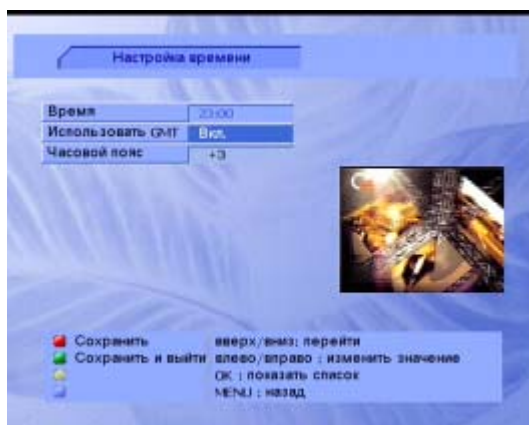 Настройка времени
Время 23:00
Использовать GMT Вкл.
Часовой пояс +3
Сохранить вверх/вниз: перейти
Сохранить и выйти влево/вправо : изменить значение
OK : показать список
MENU : назад